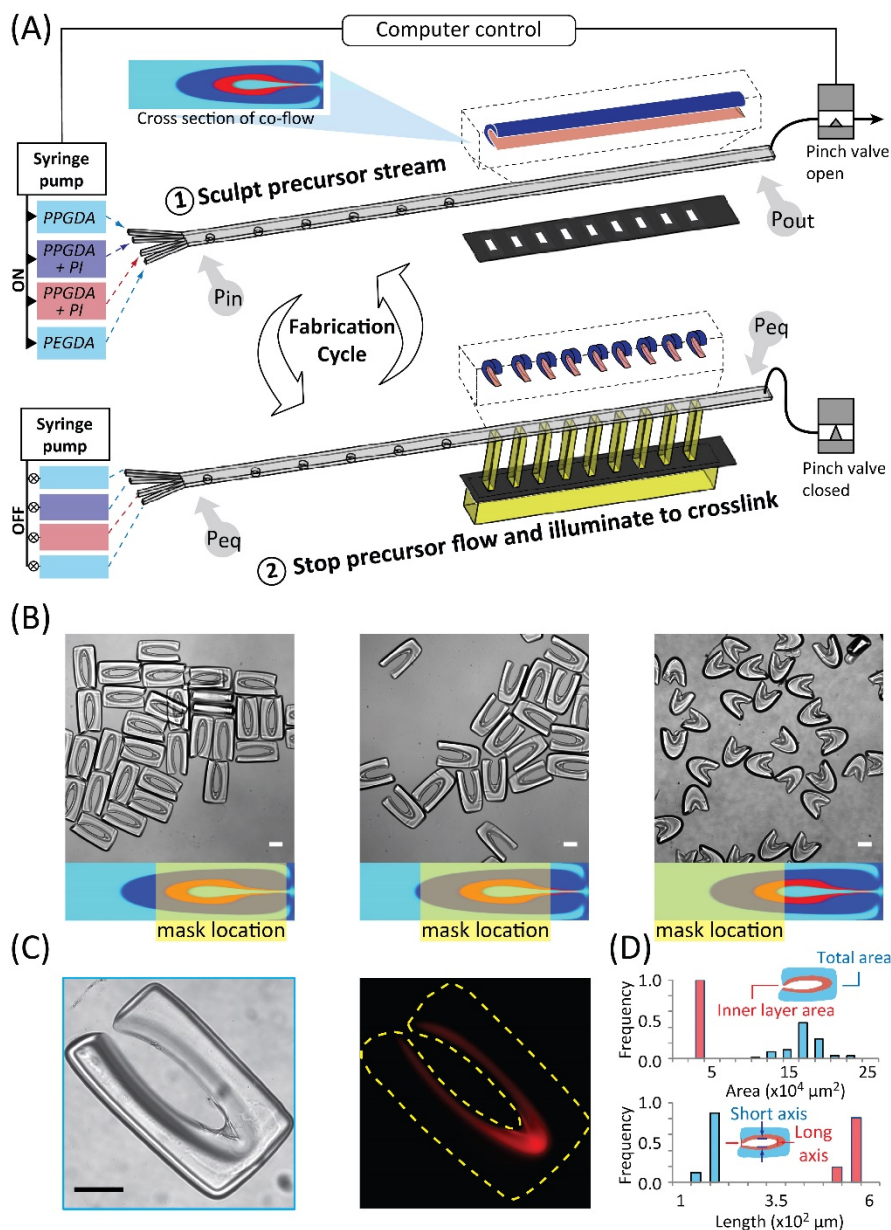 (A)
Computer control
Cross section of co-flow
Syringe
pump
Pinch valve
open
① Sculpt precursor stream
PPGDA
PPGDA
+ PI
PPGDA
+ PI
PEGDA
ON
Pin
Pout
Fabrication
Cycle
Peq
Syringe
pump
OFF
Peq
Pinch valve
closed
② Stop precursor flow and illuminate to crosslink
(B)
mask location
mask location
mask location
(C)
(D)
Total area
Inner layer area
Frequency
1.0
0.5
0.0
5
15
25
Area (x10⁴ μm²)
Short axis
Long
axis
Frequency
1.0
0.5
0.0
1
3.5
6
Length (x10² μm)